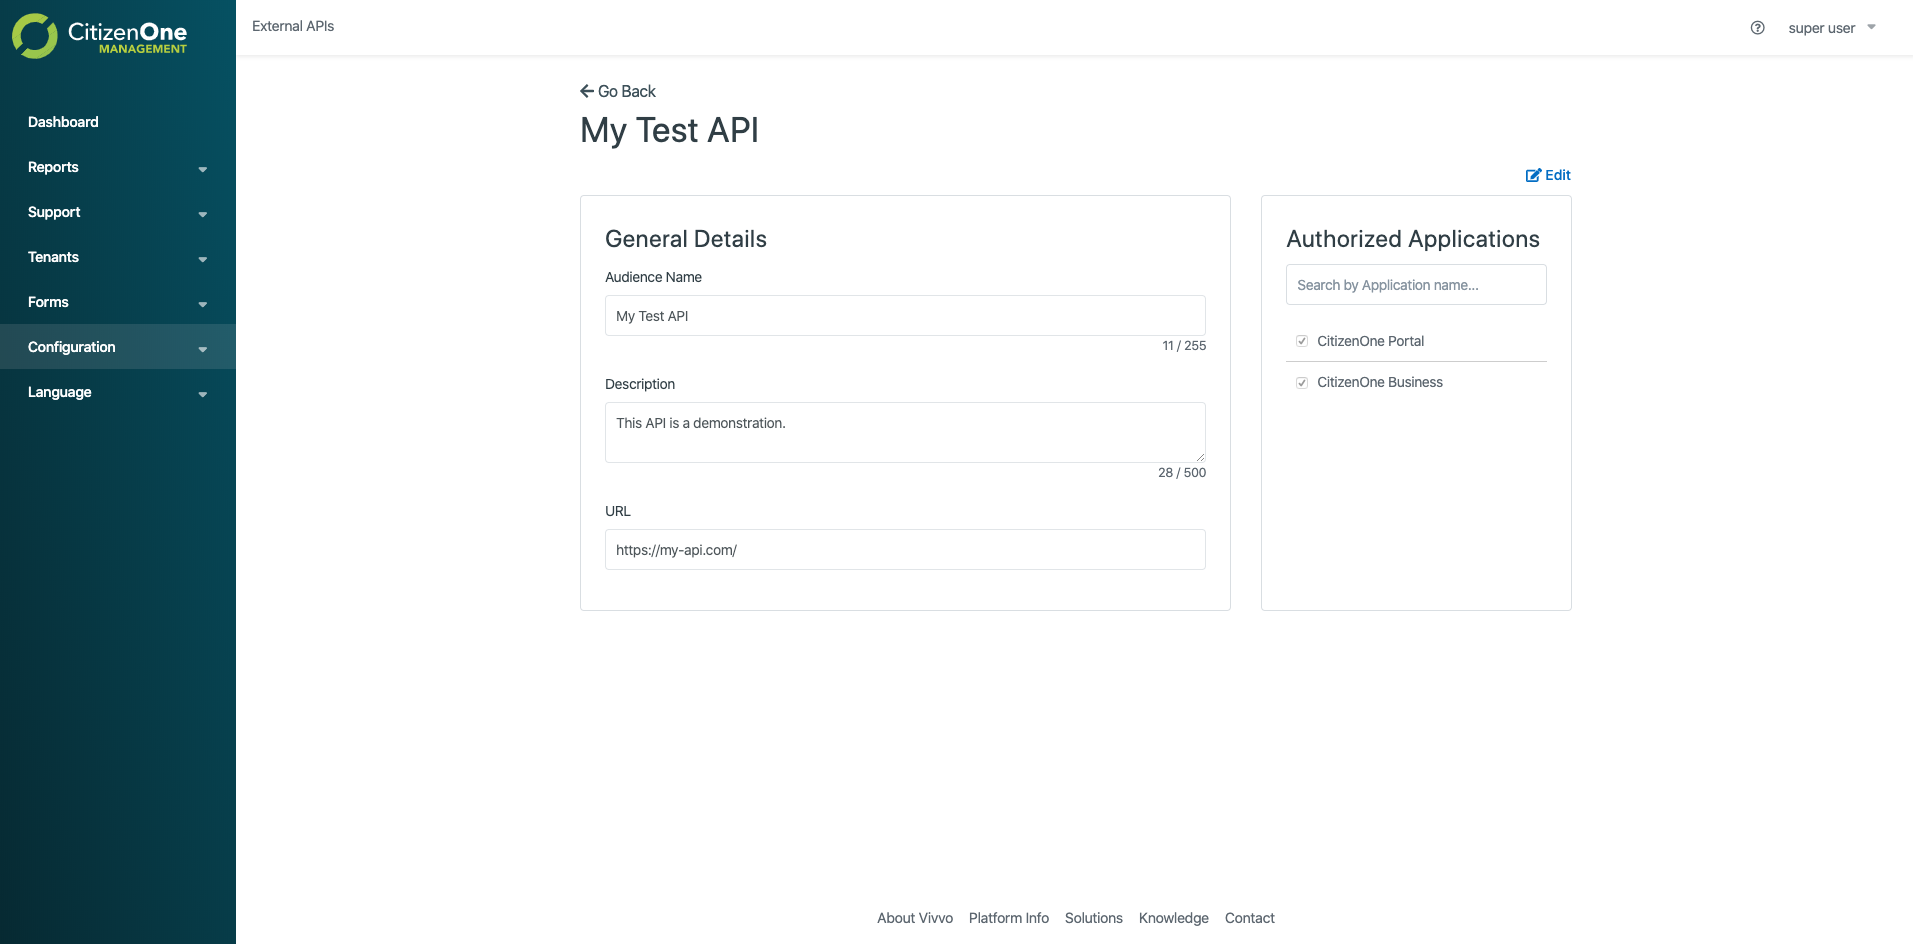 CitizenOne
MANAGEMENT
External APIs
super user
Dashboard
Reports
Support
Tenants
Forms
Configuration
Language
Go Back
My Test API
Edit
General Details
Audience Name
My Test API
11 / 255
Description
This API is a demonstration.
28 / 500
URL
https://my-api.com/
Authorized Applications
Search by Application name...
CitizenOne Portal
CitizenOne Business
About Vivvo Platform Info Solutions Knowledge Contact